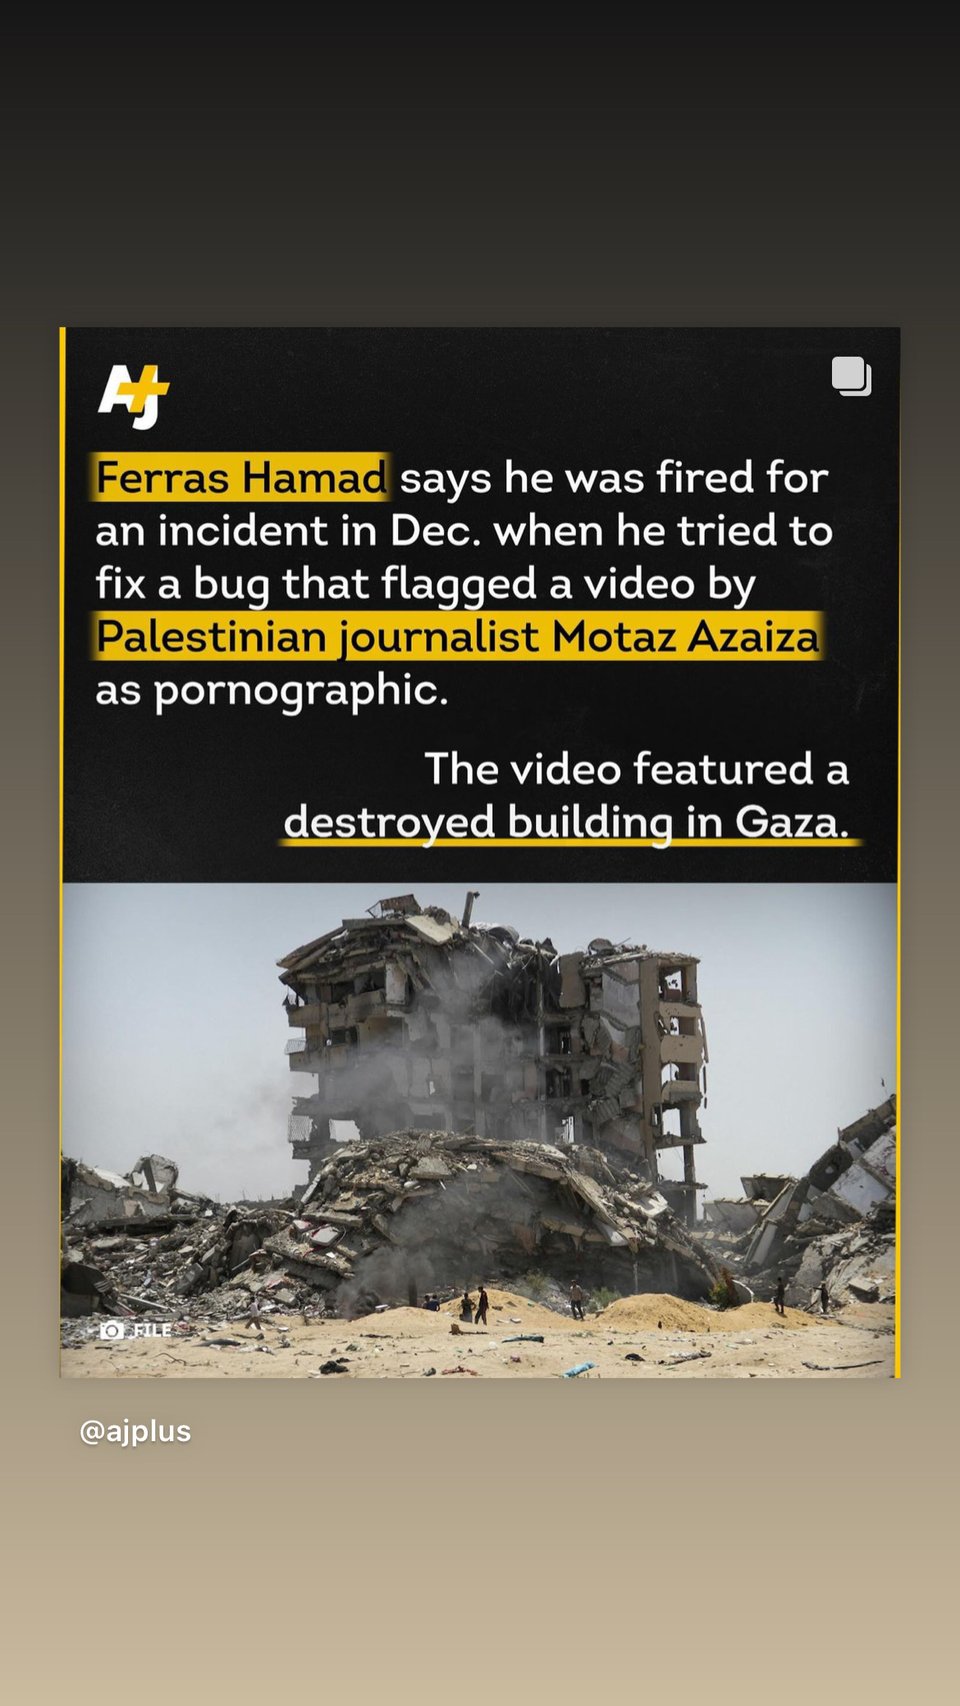 AJ+
Ferras Hamad says he was fired for
an incident in Dec. when he tried to
fix a bug that flagged a video by
Palestinian journalist Motaz Azaiza
as pornographic.
The video featured a
destroyed building in Gaza.
FILE
@ajplus